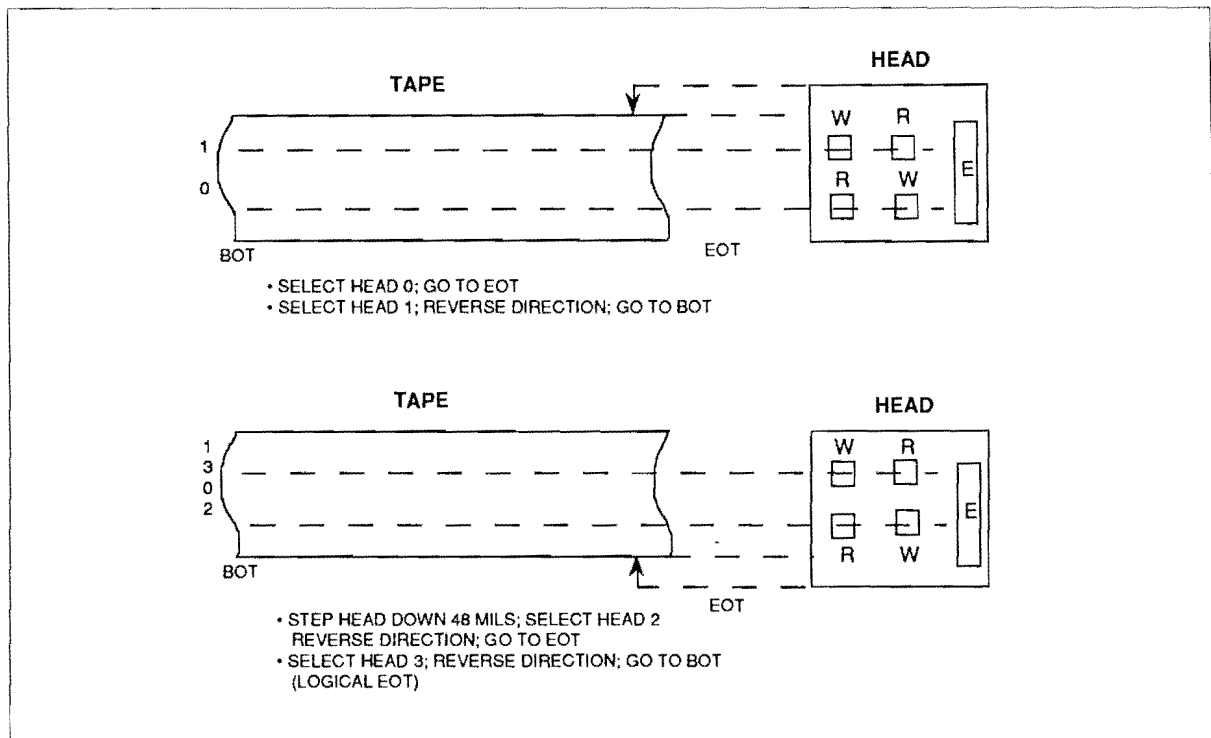 HEAD
TAPE
W R
1
E
R W
0
BOT
EOT
• SELECT HEAD 0; GO TO EOT
• SELECT HEAD 1; REVERSE DIRECTION; GO TO BOT
TAPE
HEAD
1
W R
3
0
E
2
R W
BOT
EOT
• STEP HEAD DOWN 48 MILS; SELECT HEAD 2
REVERSE DIRECTION; GO TO EOT
• SELECT HEAD 3; REVERSE DIRECTION; GO TO BOT
(LOGICAL EOT)